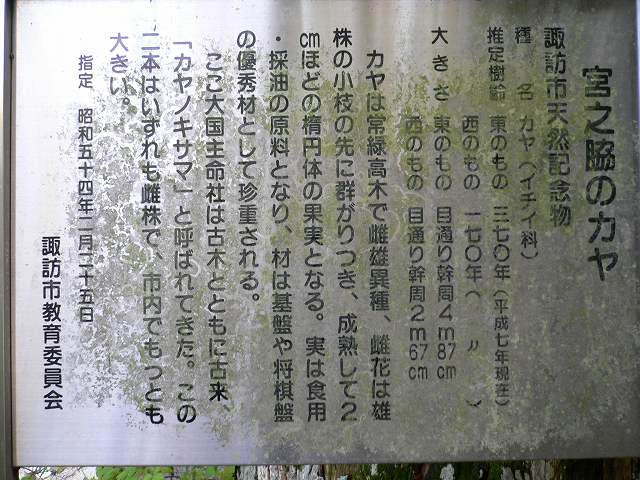 宮之脇のカヤ
諏訪市天然記念物
種名 カヤ（イチイ科）
推定樹齢 東のもの 三七〇年（平成七年現在）
西のもの 一七〇年（ 〃 ）
大きさ 東のもの 目通り幹周4m87cm
西のもの 目通り幹周2m67cm
カヤは常緑高木で雌雄異種、雌花は雄
株の小枝の先に群がりつき、成熟して2
cmほどの楕円体の果実となる。実は食用
・採油の原料となり、材は基盤や将棋盤
の優秀材として珍重される。
ここ大国主命社は古木とともに古来、
「カヤノキサマ」と呼ばれてきた。この
二本はいずれも雌株で、市内でもっとも
大きい。
指定 昭和五十四年二月二十五日
諏訪市教育委員会